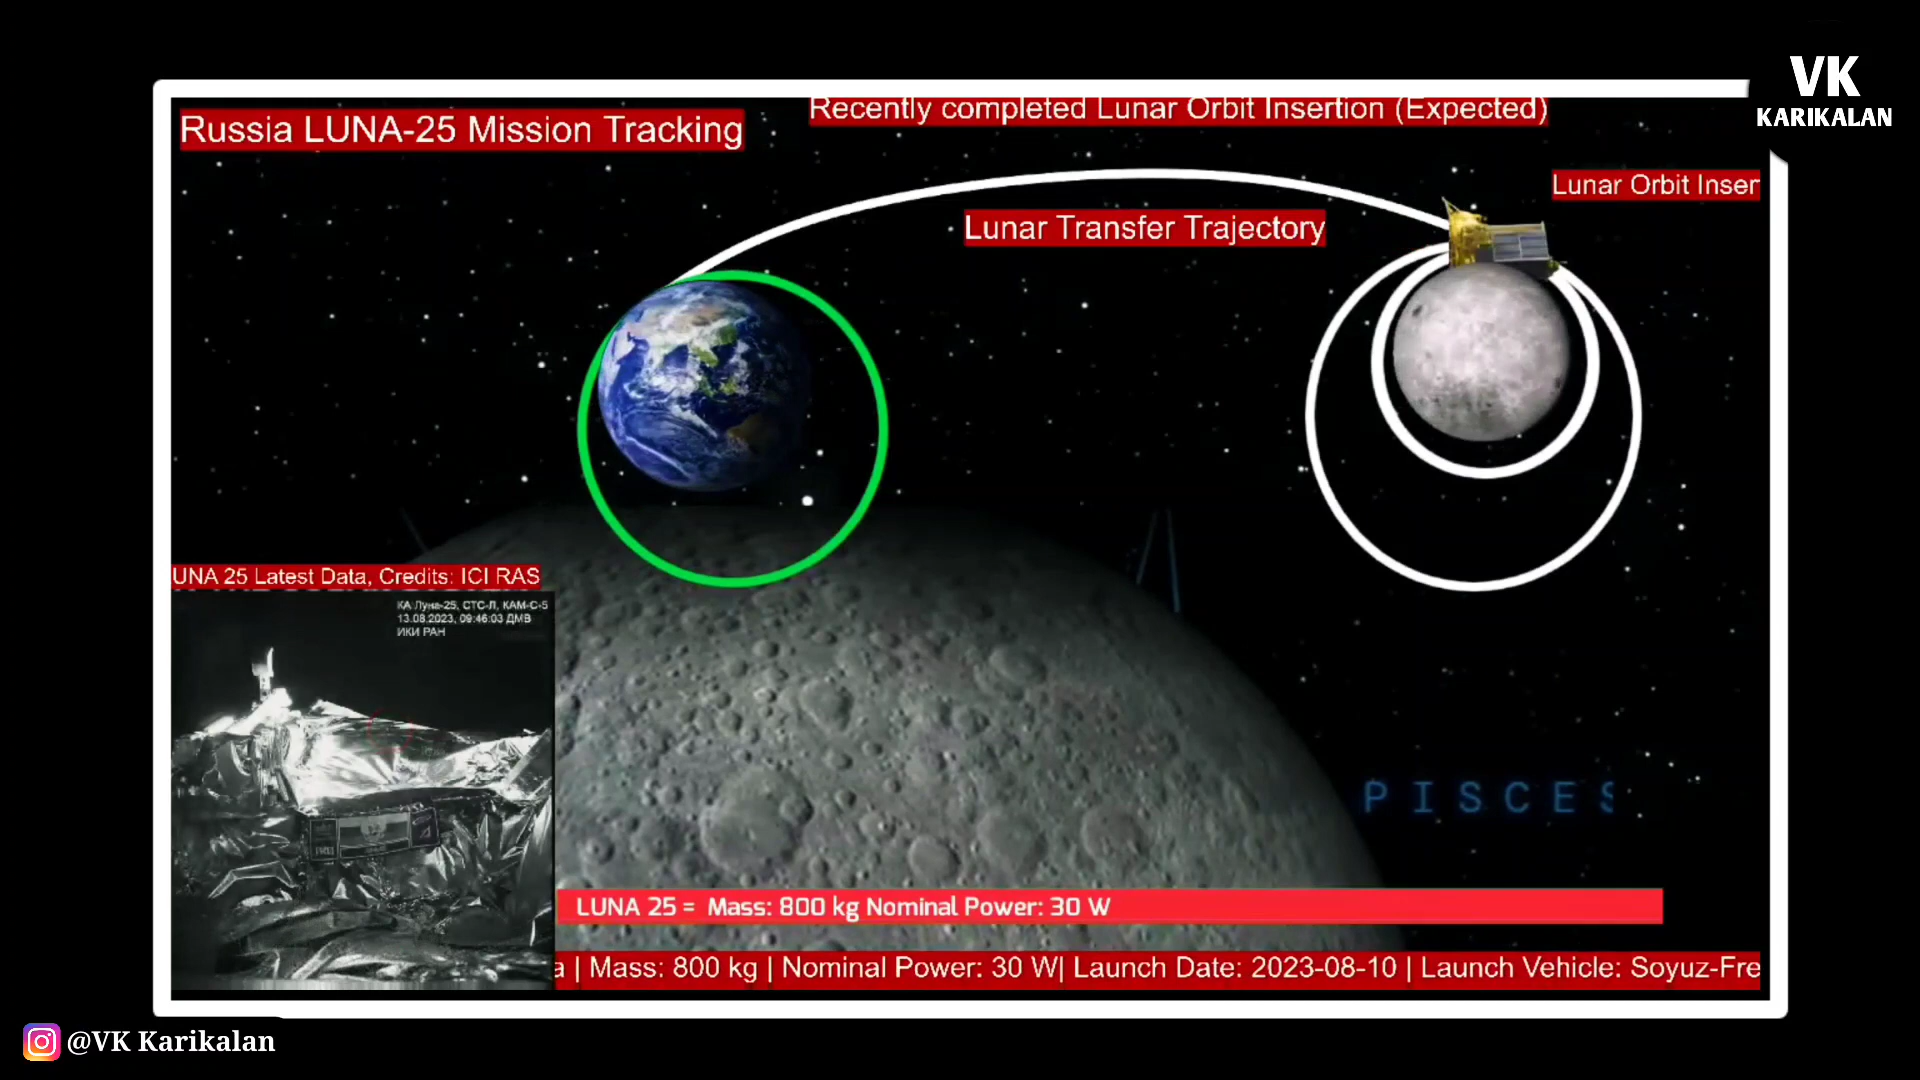 VK
KARIKALAN
Russia LUNA-25 Mission Tracking
Recently completed Lunar Orbit Insertion (Expected)
Lunar Orbit Inser
Lunar Transfer Trajectory
UNA 25 Latest Data, Credits: ICI RAS
КА Луна-25, СТС-Л, КАМ-С-5
13.08.2023, 09:46:03 ДМВ
ИКИ РАН
PISCES
LUNA 25 = Mass: 800 kg Nominal Power: 30 W
a | Mass: 800 kg | Nominal Power: 30 W| Launch Date: 2023-08-10 | Launch Vehicle: Soyuz-Fre
@VK Karikalan